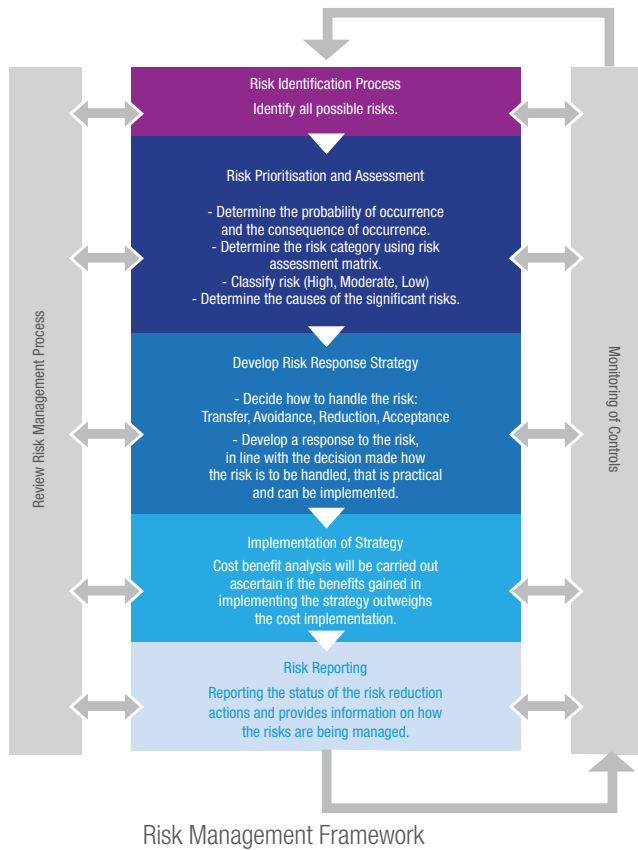 Risk Identification Process
Identify all possible risks.
Risk Prioritisation and Assessment
- Determine the probability of occurrence
and the consequence of occurrence.
- Determine the risk category using risk
assessment matrix.
- Classify risk (High, Moderate, Low)
- Determine the causes of the significant risks.
Develop Risk Response Strategy
- Decide how to handle the risk:
Transfer, Avoidance, Reduction, Acceptance
- Develop a response to the risk,
in line with the decision made how
the risk is to be handled, that is practical
and can be implemented.
Implementation of Strategy
Cost benefit analysis will be carried out
ascertain if the benefits gained in
implementing the strategy outweighs
the cost implementation.
Risk Reporting
Reporting the status of the risk reduction
actions and provides information on how
the risks are being managed.
Review Risk Management Process
Monitoring of Controls
Risk Management Framework